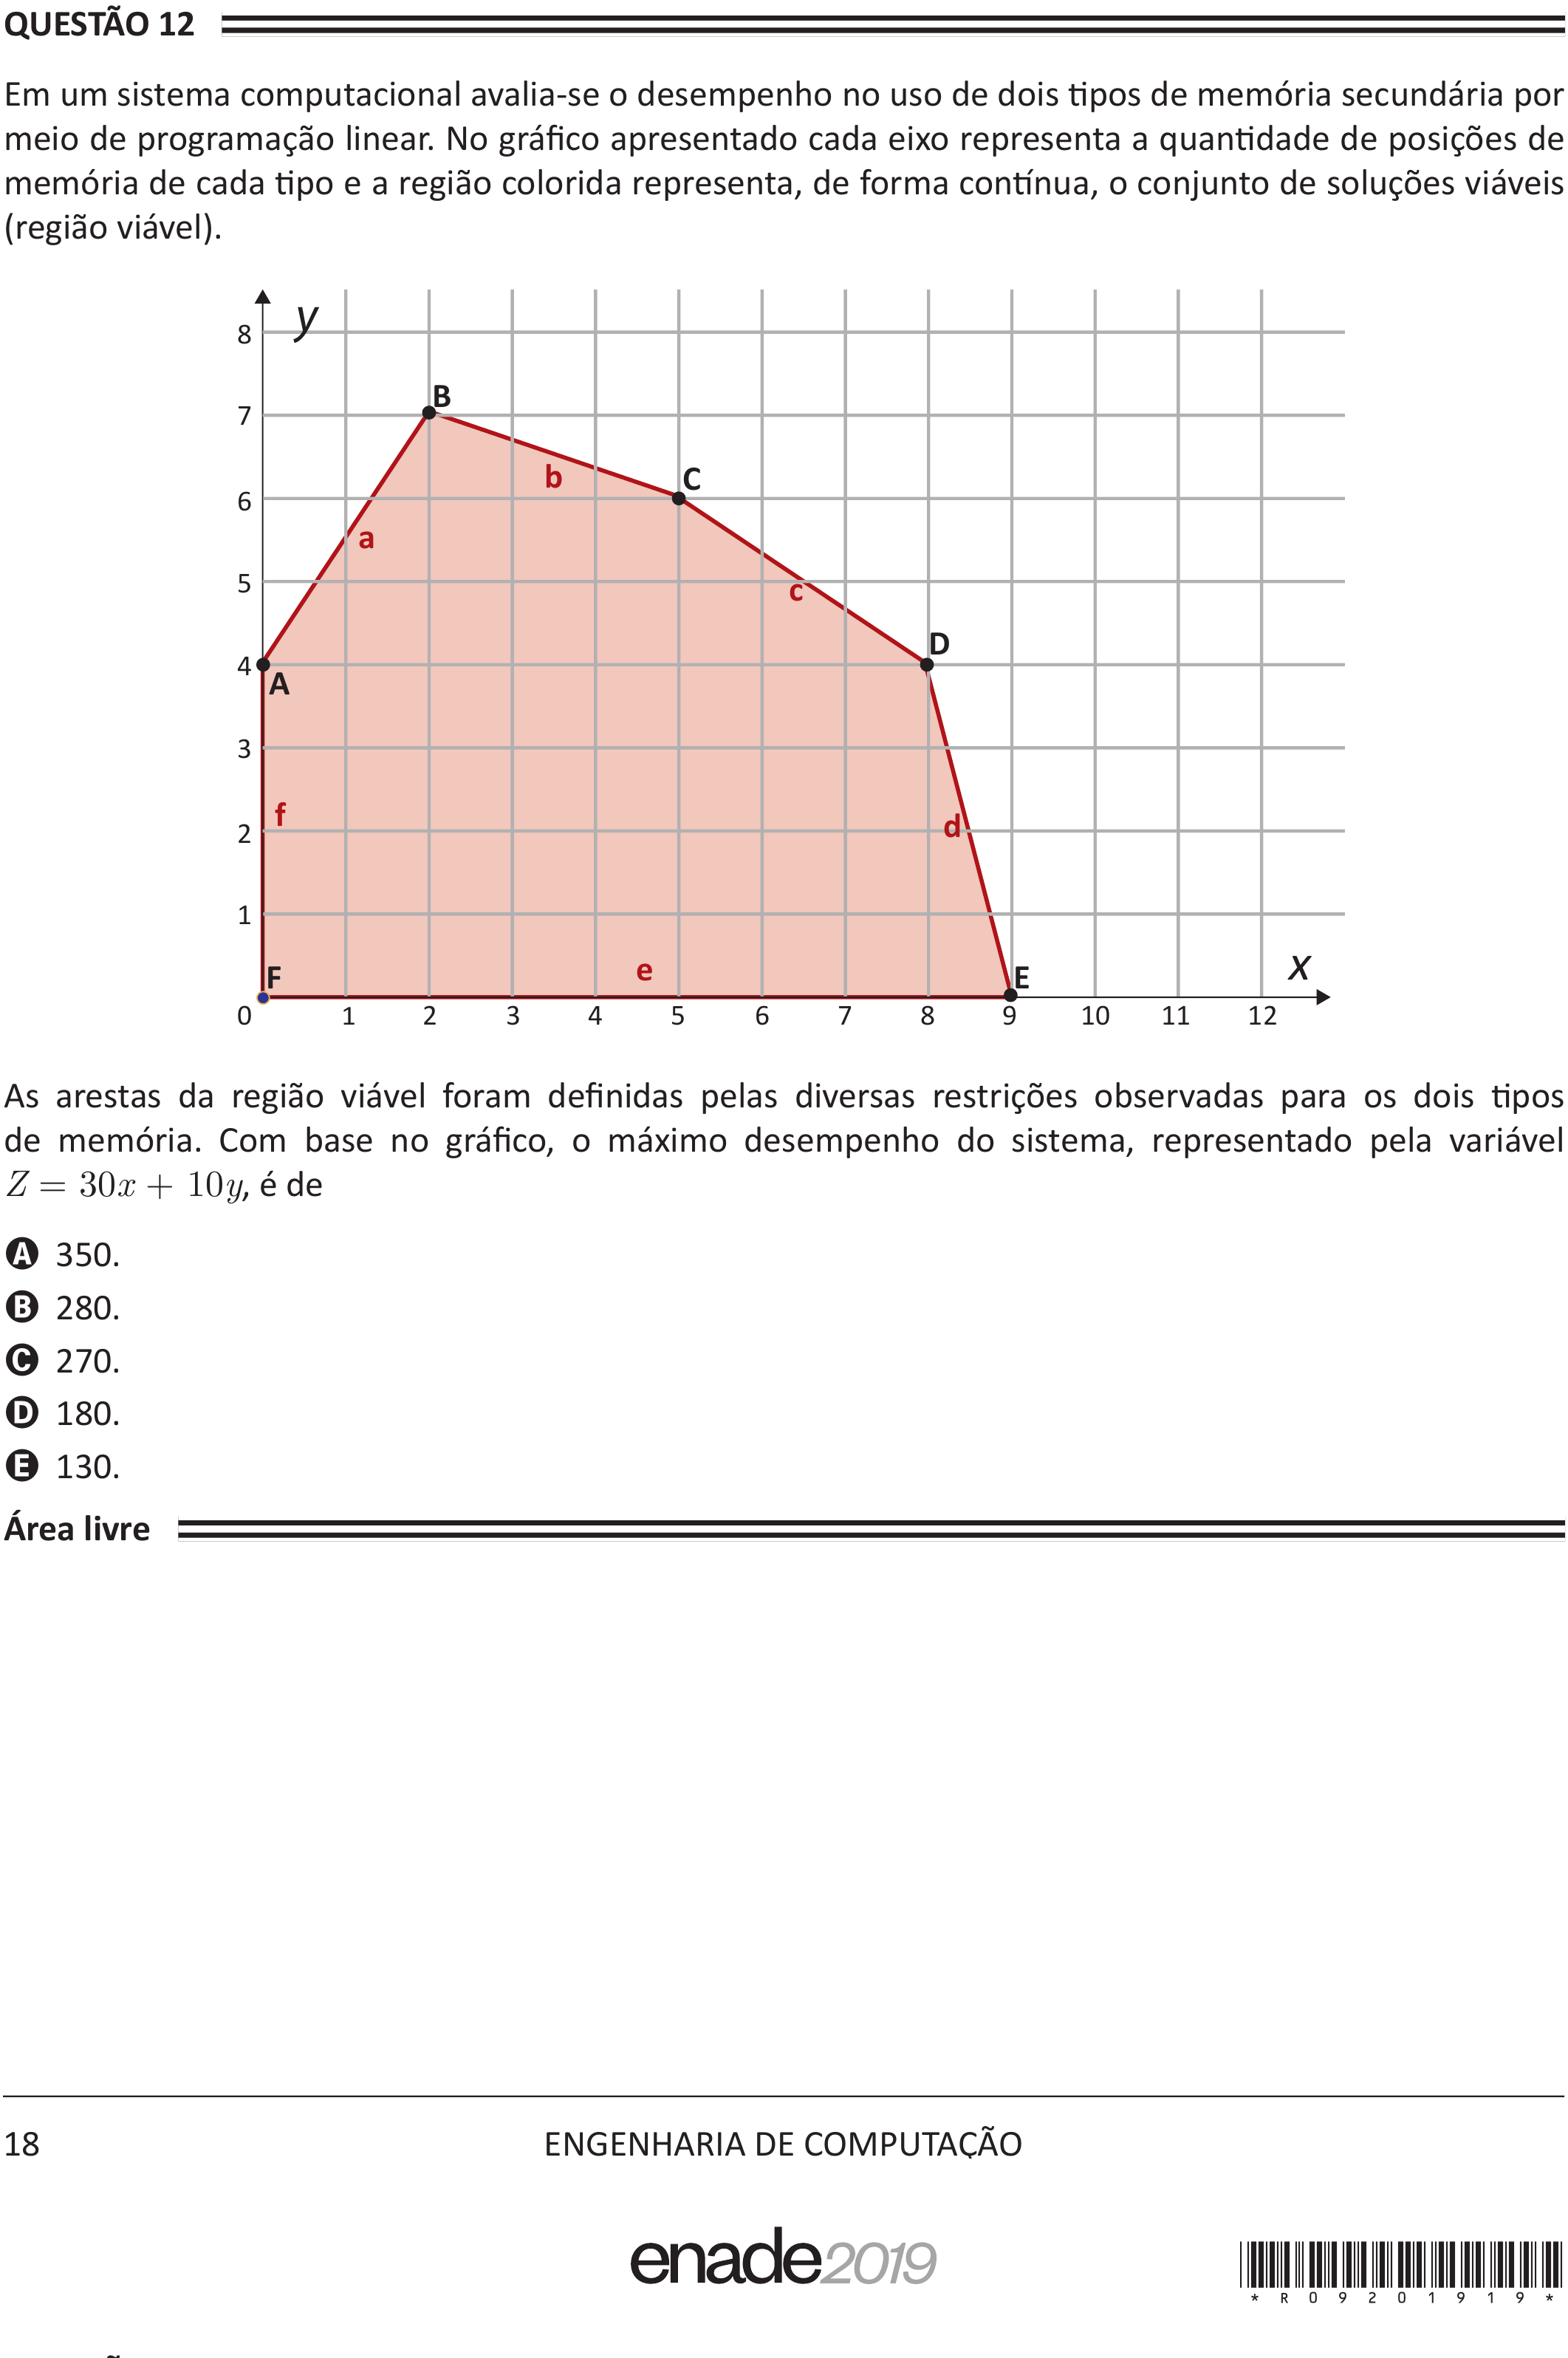 QUESTÃO 12
Em um sistema computacional avalia-se o desempenho no uso de dois tipos de memória secundária por
meio de programação linear. No gráfico apresentado cada eixo representa a quantidade de posições de
memória de cada tipo e a região colorida representa, de forma contínua, o conjunto de soluções viáveis
(região viável).
y
8
B
7
b
C
6
a
5
c
D
4
A
3
f
2
d
1
e
F
E
x
0 1 2 3 4 5 6 7 8 9 10 11 12
As arestas da região viável foram definidas pelas diversas restrições observadas para os dois tipos
de memória. Com base no gráfico, o máximo desempenho do sistema, representado pela variável
Z = 30x + 10y, é de
A 350.
B 280.
C 270.
D 180.
E 130.
Área livre
18
ENGENHARIA DE COMPUTAÇÃO
enade2019
* R 0 9 2 0 1 9 1 9 *